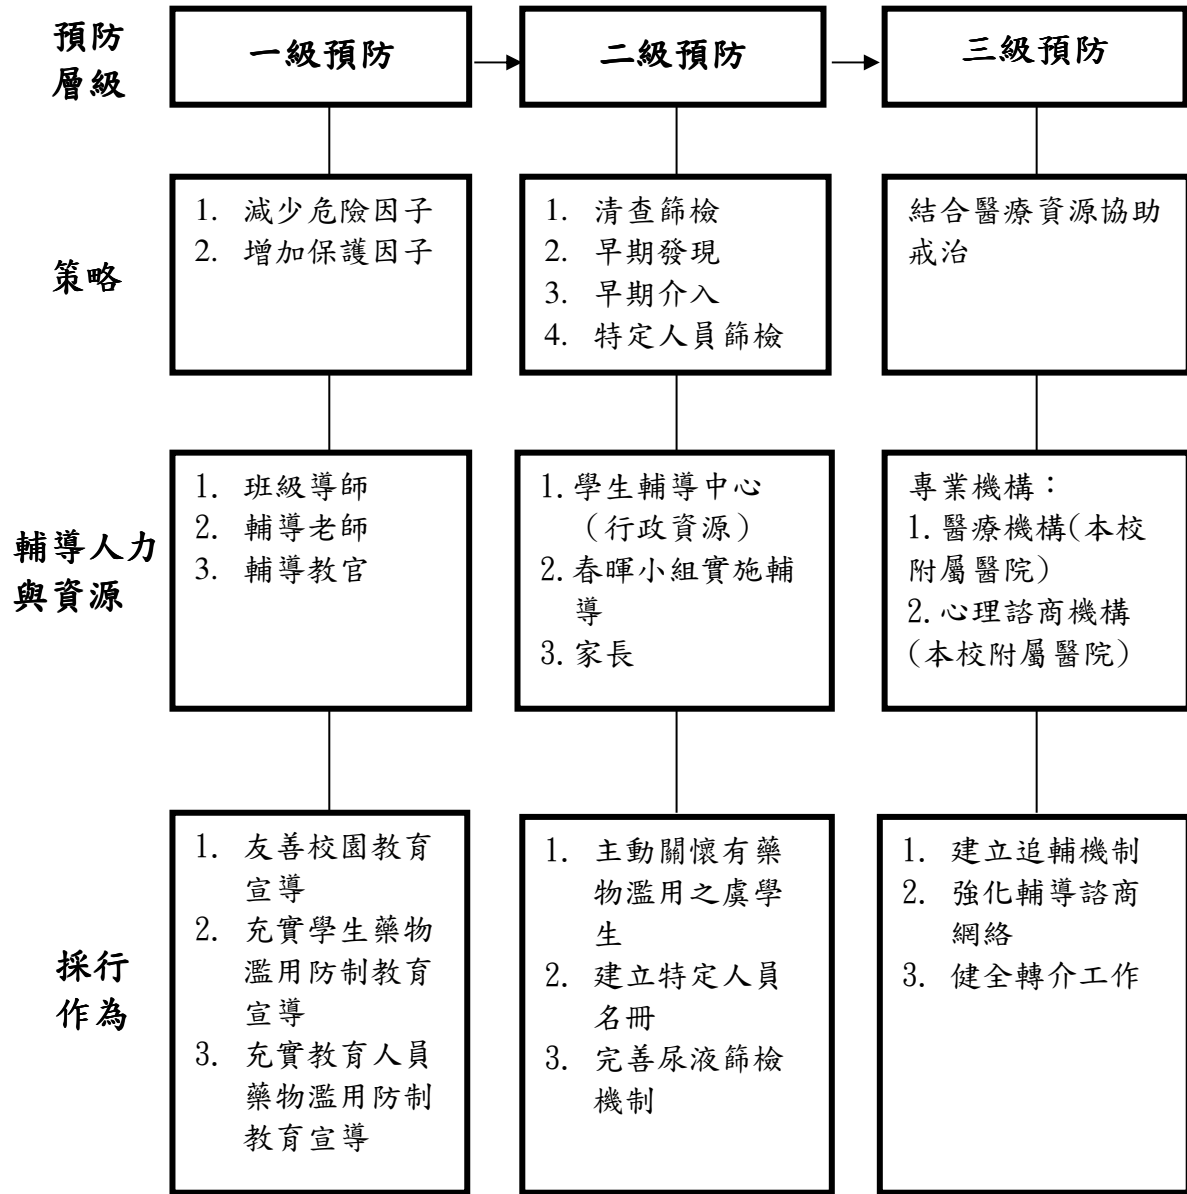 預防
層級
一級預防
二級預防
三級預防
策略
1. 減少危險因子
2. 增加保護因子
1. 清查篩檢
2. 早期發現
3. 早期介入
4. 特定人員篩檢
結合醫療資源協助
戒治
輔導人力
與資源
1. 班級導師
2. 輔導老師
3. 輔導教官
1.學生輔導中心
（行政資源）
2.春暉小組實施輔
導
3.家長
專業機構：
1.醫療機構(本校
附屬醫院)
2.心理諮商機構
(本校附屬醫院)
採行
作為
1. 友善校園教育
宣導
2. 充實學生藥物
濫用防制教育
宣導
3. 充實教育人員
藥物濫用防制
教育宣導
1. 主動關懷有藥
物濫用之虞學
生
2. 建立特定人員
名冊
3. 完善尿液篩檢
機制
1. 建立追輔機制
2. 強化輔導諮商
網絡
3. 健全轉介工作